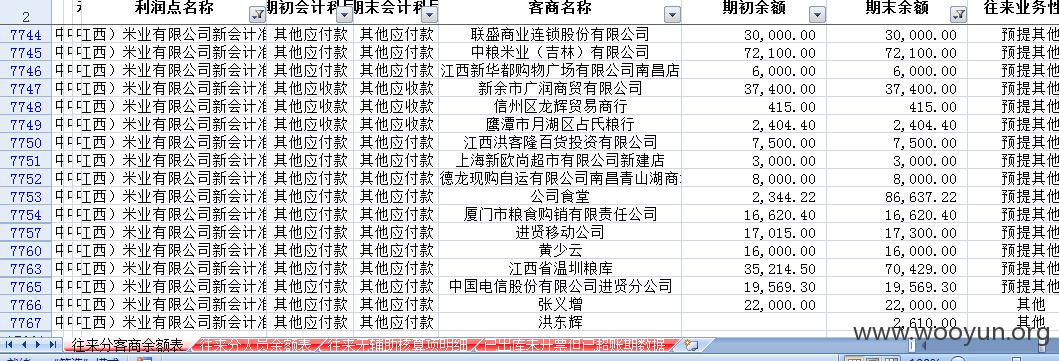 2 利润点名称 期初会计科目 期末会计科目 客商名称 期初余额 期末余额 往来业务性
7744 江西）米业有限公司新会计准 其他应付款 其他应付款 联盛商业连锁股份有限公司 30,000.00 30,000.00 预提其他
7745 江西）米业有限公司新会计准 其他应付款 其他应付款 中粮米业（吉林）有限公司 72,100.00 72,100.00 预提其他
7746 江西）米业有限公司新会计准 其他应付款 其他应付款 江西新华都购物广场有限公司南昌店 6,000.00 6,000.00 预提其他
7747 江西）米业有限公司新会计准 其他应收款 其他应收款 新余市广润商贸有限公司 37,400.00 37,400.00 预提其他
7748 江西）米业有限公司新会计准 其他应收款 其他应收款 信州区龙辉贸易商行 415.00 415.00 预提其他
7749 江西）米业有限公司新会计准 其他应收款 其他应收款 鹰潭市月湖区占氏粮行 2,404.40 2,404.40 预提其他
7750 江西）米业有限公司新会计准 其他应付款 其他应付款 江西洪客隆百货投资有限公司 7,500.00 7,500.00 预提其他
7751 江西）米业有限公司新会计准 其他应付款 其他应付款 上海新欧尚超市有限公司新建店 3,000.00 3,000.00 预提其他
7752 江西）米业有限公司新会计准 其他应付款 其他应付款 德龙现购自运有限公司南昌青山湖商 8,000.00 8,000.00 预提其他
7753 江西）米业有限公司新会计准 其他应付款 其他应付款 公司食堂 2,344.22 86,637.22 预提其他
7754 江西）米业有限公司新会计准 其他应付款 其他应付款 厦门市粮食购销有限责任公司 16,620.40 16,620.40 预提其他
7757 江西）米业有限公司新会计准 其他应付款 其他应付款 进贤移动公司 17,015.00 17,300.00 预提其他
7760 江西）米业有限公司新会计准 其他应付款 其他应付款 黄少云 16,000.00 16,000.00 预提其他
7763 江西）米业有限公司新会计准 其他应付款 其他应付款 江西省温圳粮库 35,214.50 70,429.00 预提其他
7765 江西）米业有限公司新会计准 其他应付款 其他应付款 中国电信股份有限公司进贤分公司 19,569.30 19,569.30 预提其他
7766 江西）米业有限公司新会计准 其他应付款 其他应付款 张义增 22,000.00 22,000.00 其他
7767 江西）米业有限公司新会计准 其他应付款 其他应付款 洪东辉 2,610.00 其他
往来分客商余额表 往来分人员余额表 往来无辅助核算项明细 已出库未开票但已超账期数据
www.wooyun.org